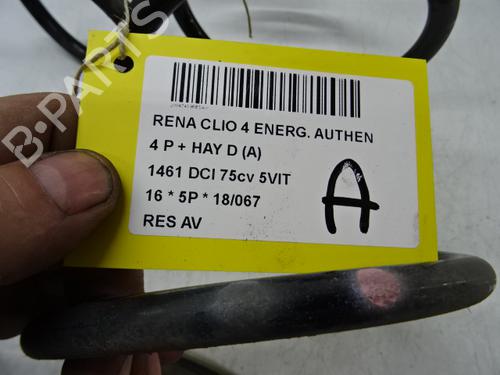 B-PARTS
RENA CLIO 4 ENERG. AUTHEN
4 P + HAY D (A)
1461 DCI 75cv 5VIT
16 * 5P * 18/067
RES AV
A